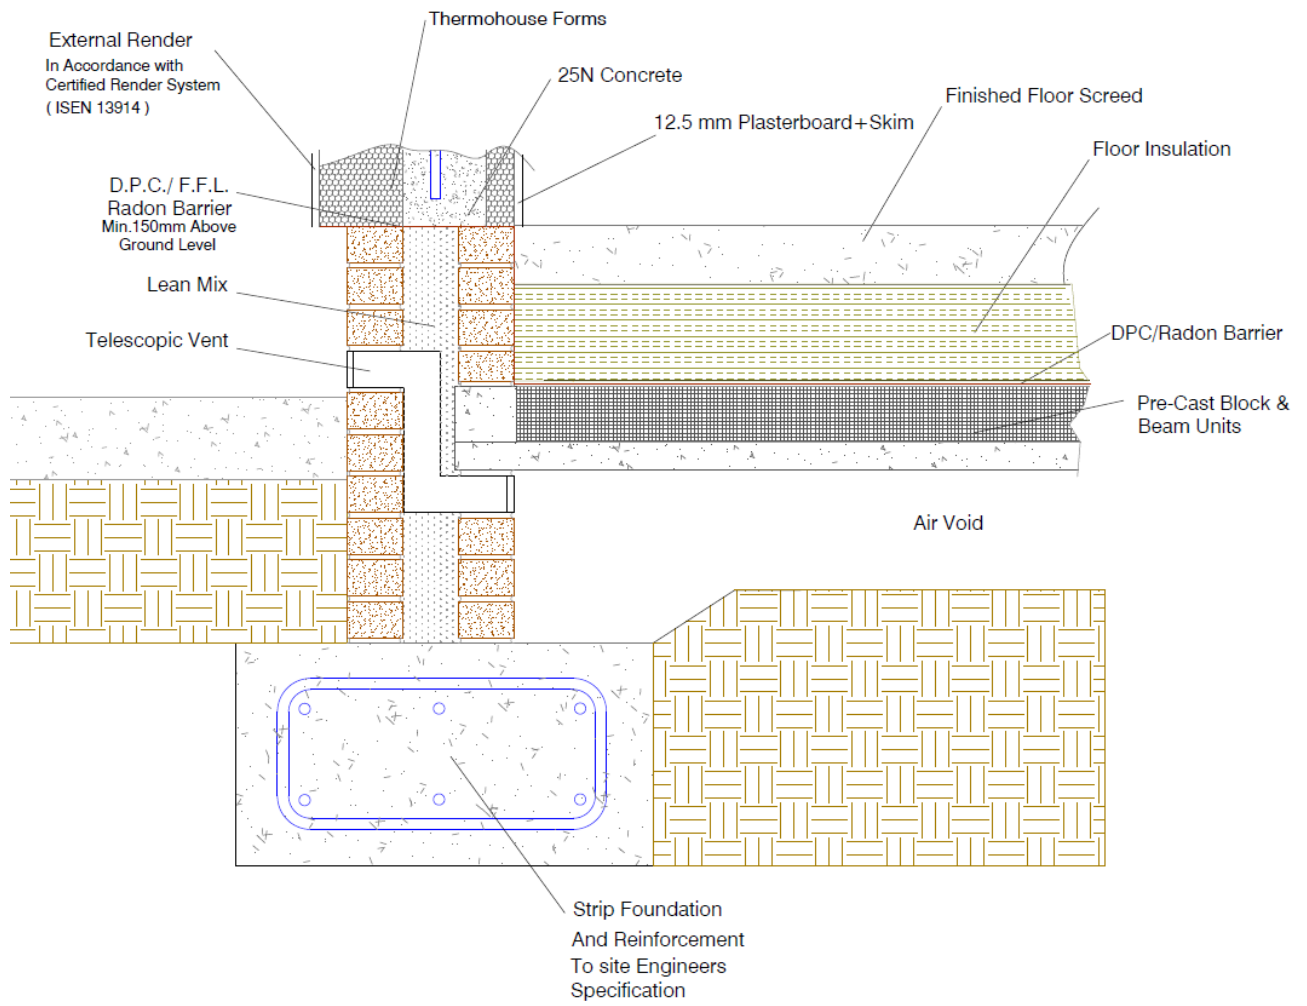 Thermohouse Forms
External Render
In Accordance with
Certified Render System
( ISEN 13914 )
25N Concrete
Finished Floor Screed
12.5 mm Plasterboard+Skim
Floor Insulation
D.P.C./ F.F.L.
Radon Barrier
Min.150mm Above
Ground Level
Lean Mix
Telescopic Vent
DPC/Radon Barrier
Pre-Cast Block &
Beam Units
Air Void
Strip Foundation
And Reinforcement
To site Engineers
Specification